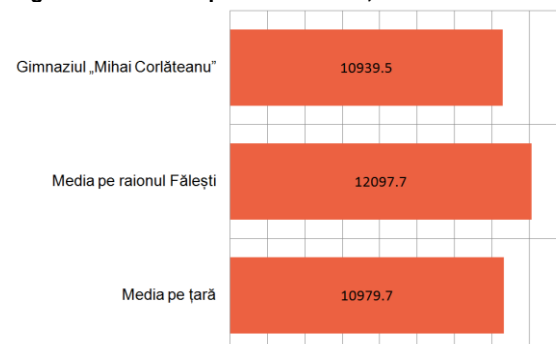 Gimnaziul „Mihai Corlăteanu”
10939.5
Media pe raionul Fălești
12097.7
Media pe țară
10979.7